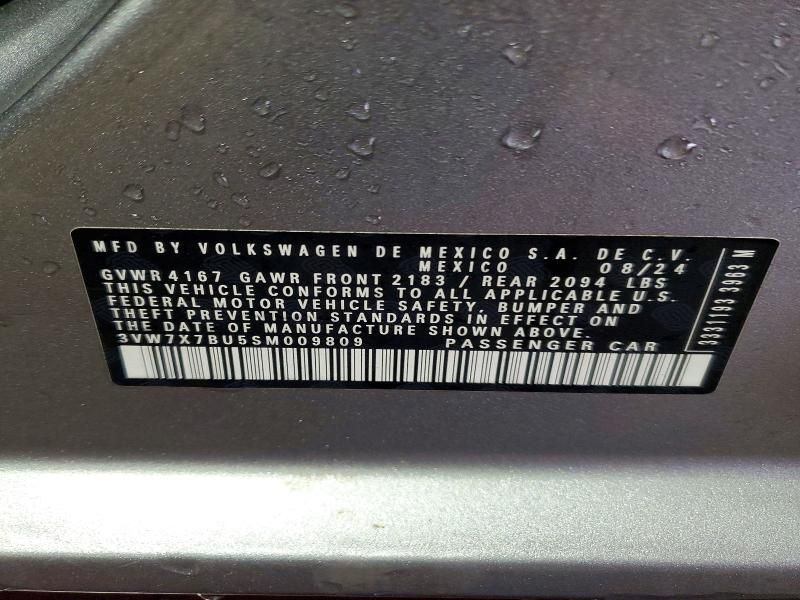 MFD BY VOLKSWAGEN DE MEXICO S.A. DE C.V.
MEXICO 08/24
GVWR 4167 GAWR FRONT 2183 / REAR 2094 LBS
THIS VEHICLE CONFORMS TO ALL APPLICABLE U.S.
FEDERAL MOTOR VEHICLE SAFETY, BUMPER AND
THEFT PREVENTION STANDARDS IN EFFECT ON
THE DATE OF MANUFACTURE SHOWN ABOVE.
3VW7X7BU5SM009809 PASSENGER CAR
3331193 3963 M